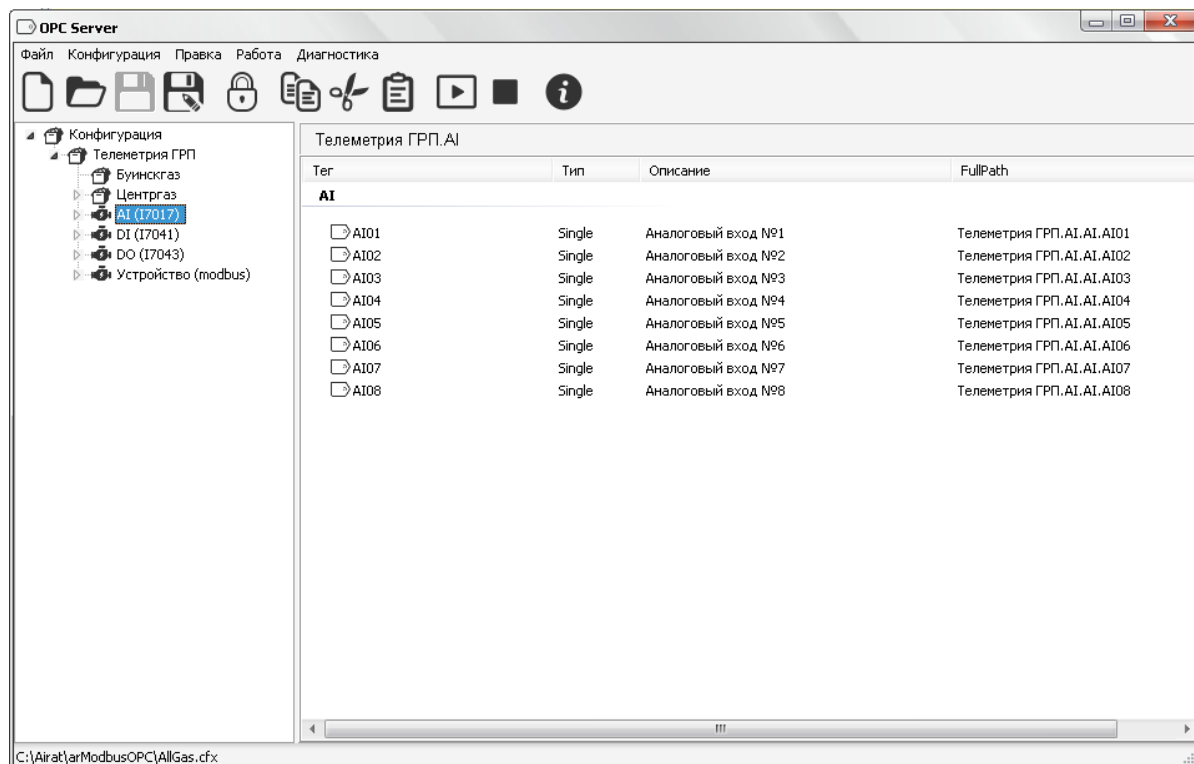 OPC Server
Файл Конфигурация Правка Работа Диагностика
Конфигурация
Телеметрия ГРП
Буинскгаз
Центргаз
AI (I7017)
DI (I7041)
DO (I7043)
Устройство (modbus)
Телеметрия ГРП.AI
Тег Тип Описание FullPath
AI
AI01 Single Аналоговый вход №1 Телеметрия ГРП.AI.AI.AI01
AI02 Single Аналоговый вход №2 Телеметрия ГРП.AI.AI.AI02
AI03 Single Аналоговый вход №3 Телеметрия ГРП.AI.AI.AI03
AI04 Single Аналоговый вход №4 Телеметрия ГРП.AI.AI.AI04
AI05 Single Аналоговый вход №5 Телеметрия ГРП.AI.AI.AI05
AI06 Single Аналоговый вход №6 Телеметрия ГРП.AI.AI.AI06
AI07 Single Аналоговый вход №7 Телеметрия ГРП.AI.AI.AI07
AI08 Single Аналоговый вход №8 Телеметрия ГРП.AI.AI.AI08
C:\Airat\arModbusOPC\AllGas.cfx